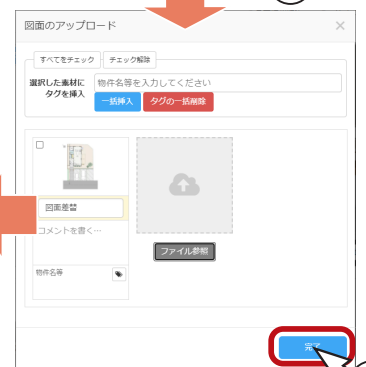 図面のアップロード ×
すべてをチェック チェック解除
選択した素材に
タグを挿入
物件名等を入力してください
一括挿入 タグの一括削除
図面差替
コメントを書く…
ファイル参照
物件名等
完了